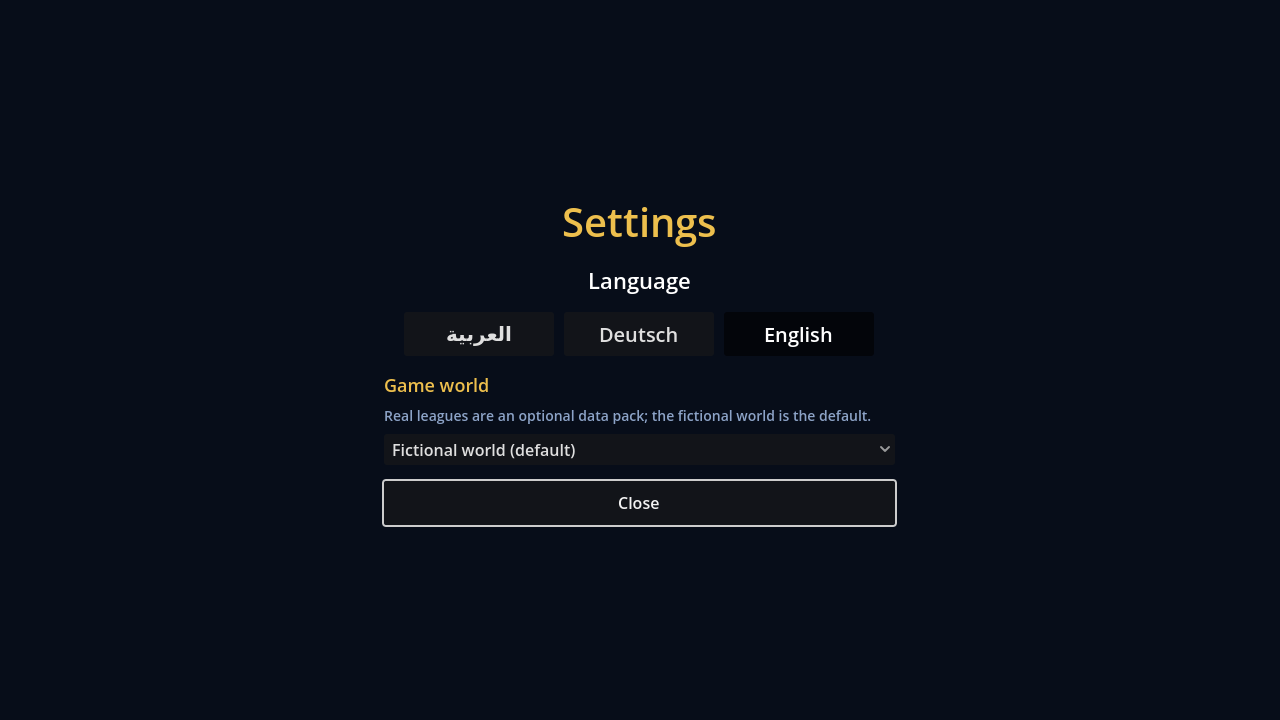 Settings
Language
العربية
Deutsch
English
Game world
Real leagues are an optional data pack; the fictional world is the default.
Fictional world (default)
Close